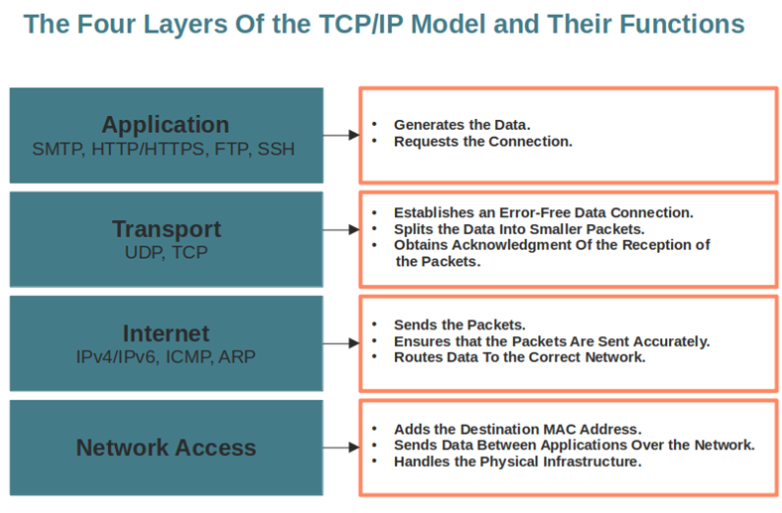 The Four Layers Of the TCP/IP Model and Their Functions
Application
SMTP, HTTP/HTTPS, FTP, SSH
• Generates the Data.
• Requests the Connection.
Transport
UDP, TCP
• Establishes an Error-Free Data Connection.
• Splits the Data Into Smaller Packets.
• Obtains Acknowledgment Of the Reception of
the Packets.
Internet
IPv4/IPv6, ICMP, ARP
• Sends the Packets.
• Ensures that the Packets Are Sent Accurately.
• Routes Data To the Correct Network.
Network Access
• Adds the Destination MAC Address.
• Sends Data Between Applications Over the Network.
• Handles the Physical Infrastructure.